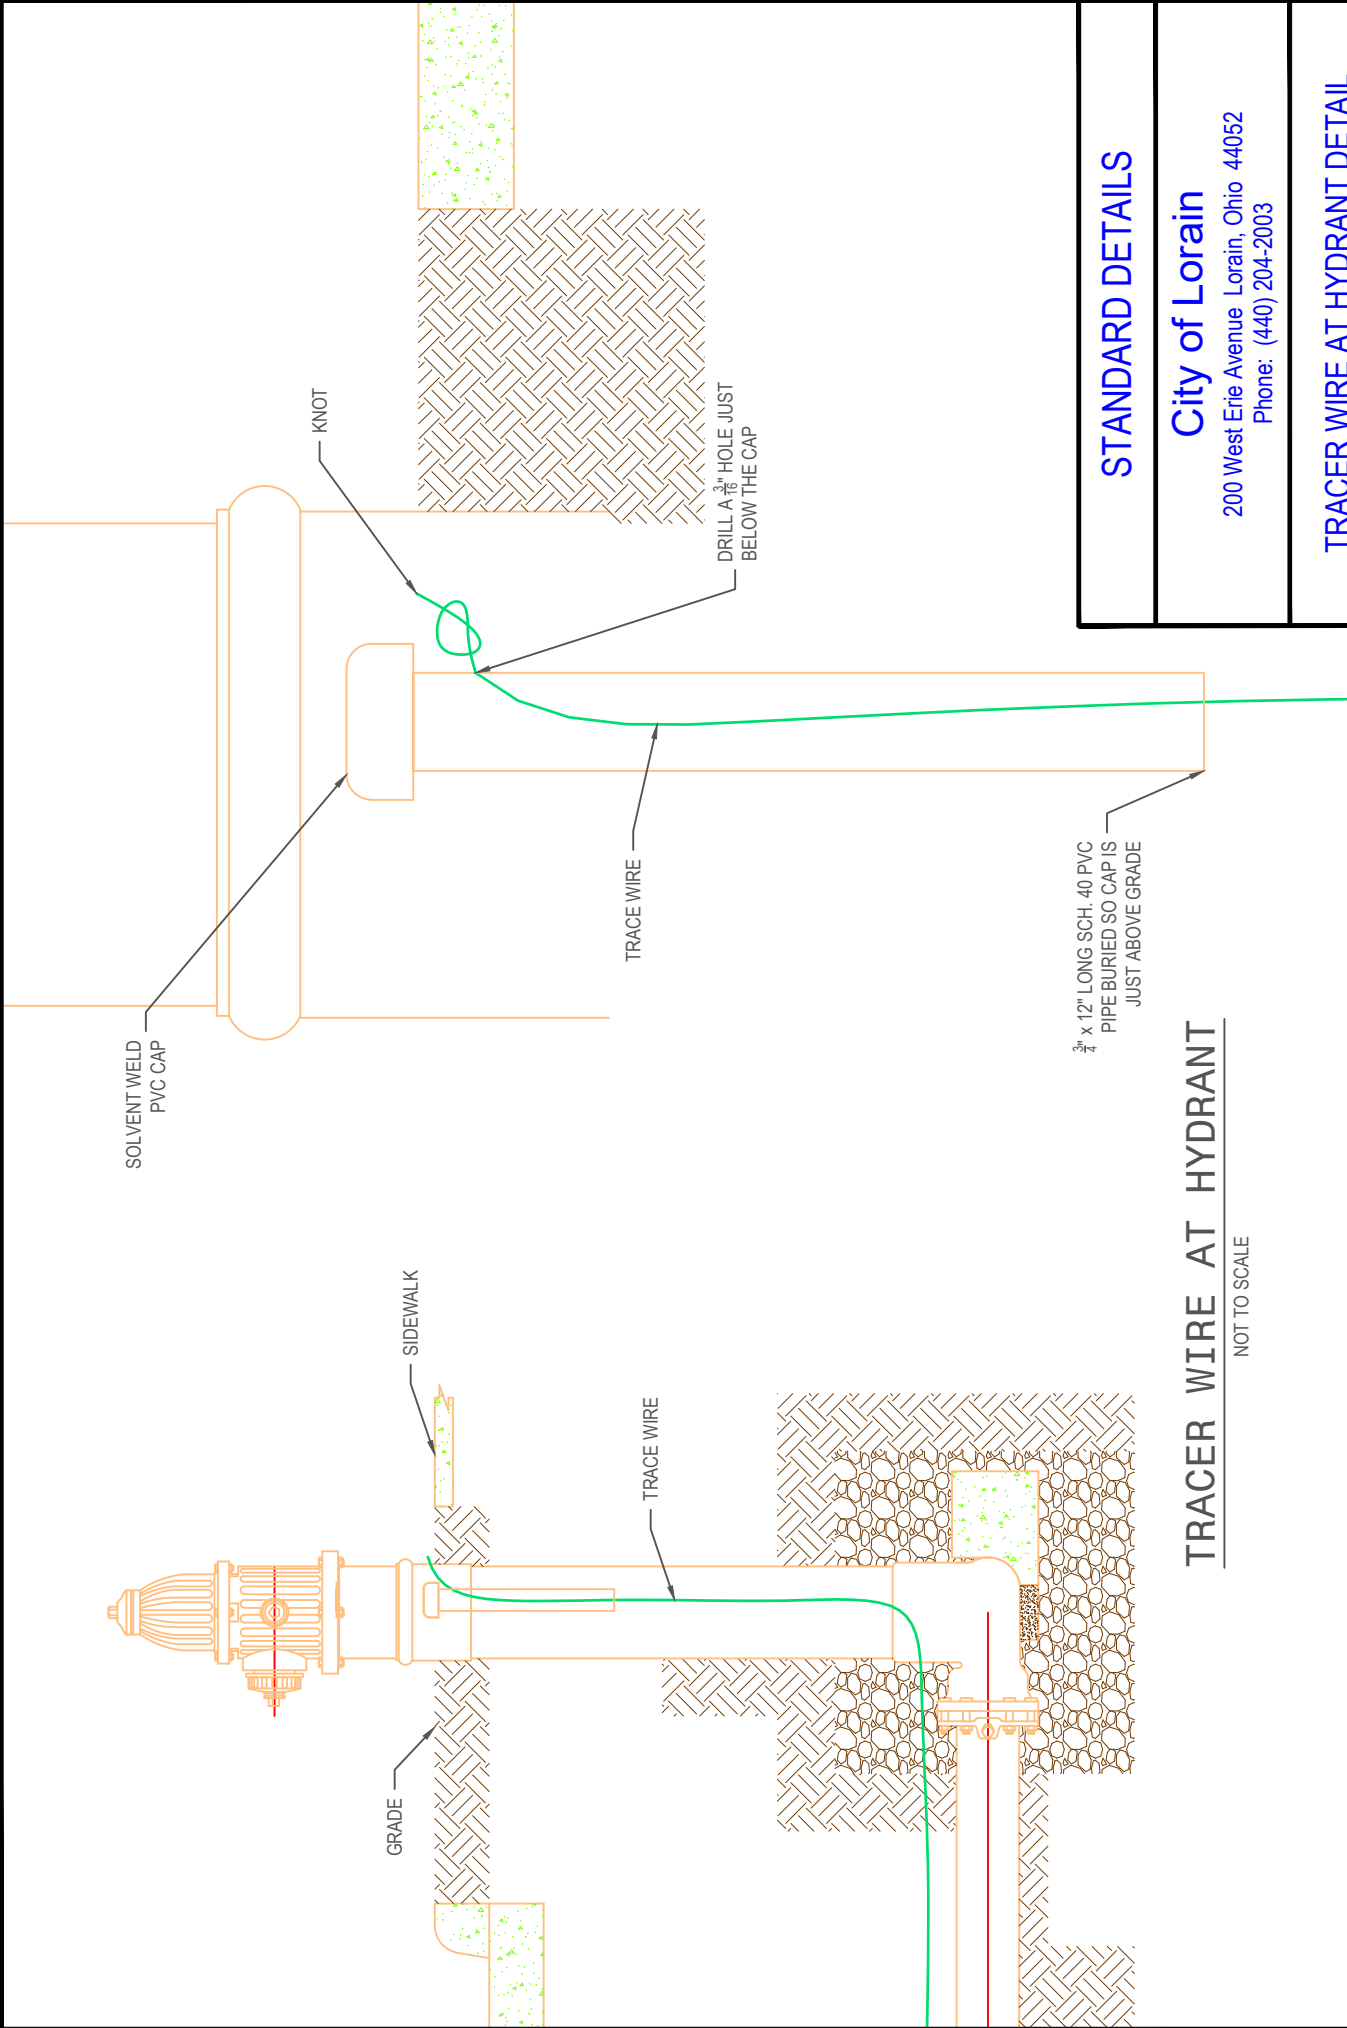 SOLVENT WELD
PVC CAP
KNOT
TRACE WIRE
DRILL A 3/16" HOLE JUST
BELOW THE CAP
3/4" x 12" LONG SCH. 40 PVC
PIPE BURIED SO CAP IS
JUST ABOVE GRADE
GRADE
SIDEWALK
TRACE WIRE
TRACER WIRE AT HYDRANT
NOT TO SCALE
STANDARD DETAILS
City of Lorain
200 West Erie Avenue Lorain, Ohio 44052
Phone: (440) 204-2003
TRACER WIRE AT HYDRANT DETAIL